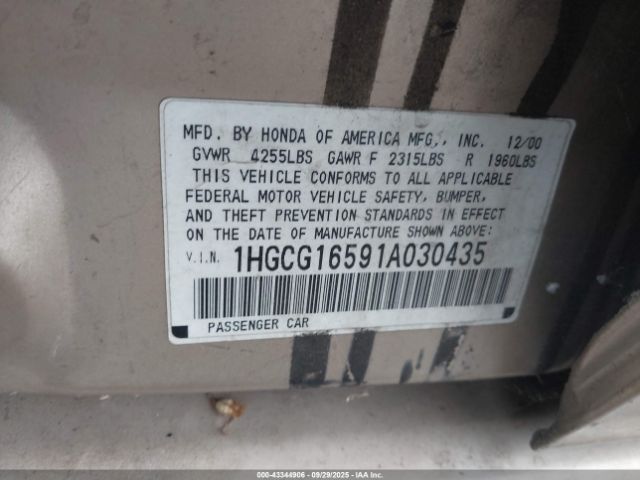 MFD. BY HONDA OF AMERICA MFG., INC. 12/00
GVWR 4255LBS GAWR F 2315LBS R 1960LBS
THIS VEHICLE CONFORMS TO ALL APPLICABLE
FEDERAL MOTOR VEHICLE SAFETY, BUMPER,
AND THEFT PREVENTION STANDARDS IN EFFECT
ON THE DATE OF MANUFACTURE SHOWN ABOVE:
V.I.N. 1HGCG16591A030435
PASSENGER CAR
000-43344906 - 09/29/2025 - IAAI.COM